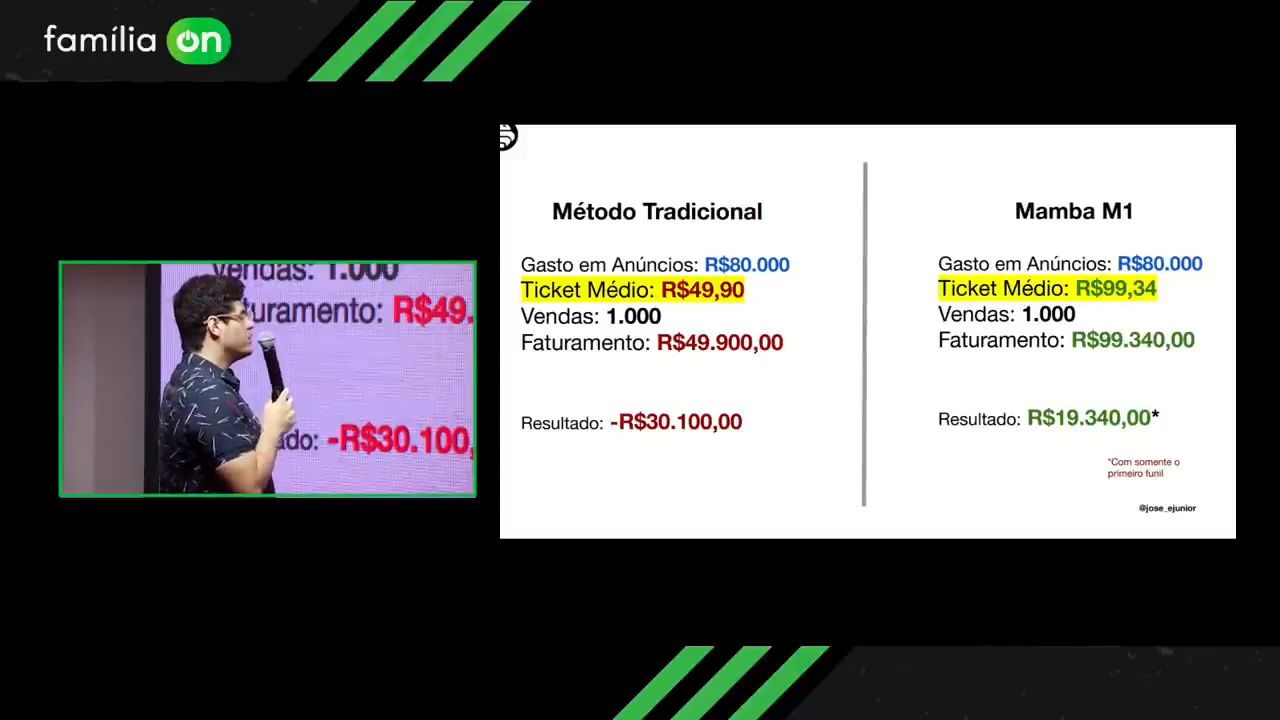 família on
Vendas: 1.000
aturamento: R$49.
ado: -R$30.100,
Método Tradicional
Gasto em Anúncios: R$80.000
Ticket Médio: R$49,90
Vendas: 1.000
Faturamento: R$49.900,00
Resultado: -R$30.100,00
Mamba M1
Gasto em Anúncios: R$80.000
Ticket Médio: R$99,34
Vendas: 1.000
Faturamento: R$99.340,00
Resultado: R$19.340,00*
*Com somente o
primeiro funil
@jose_ejunior